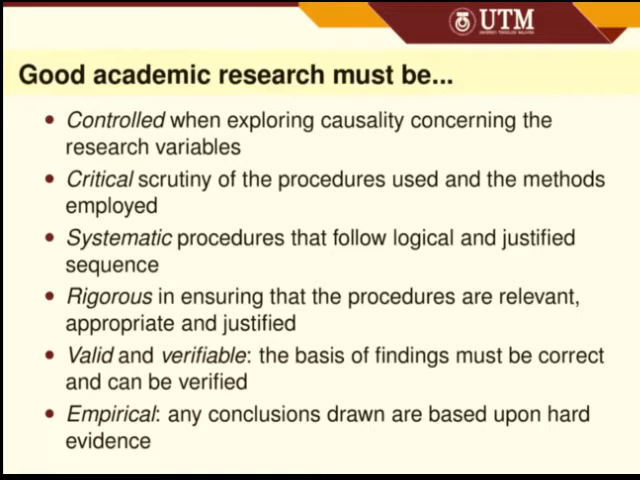 UTM
UNIVERSITI TEKNOLOGI MALAYSIA
Good academic research must be...
• Controlled when exploring causality concerning the
research variables
• Critical scrutiny of the procedures used and the methods
employed
• Systematic procedures that follow logical and justified
sequence
• Rigorous in ensuring that the procedures are relevant,
appropriate and justified
• Valid and verifiable: the basis of findings must be correct
and can be verified
• Empirical: any conclusions drawn are based upon hard
evidence